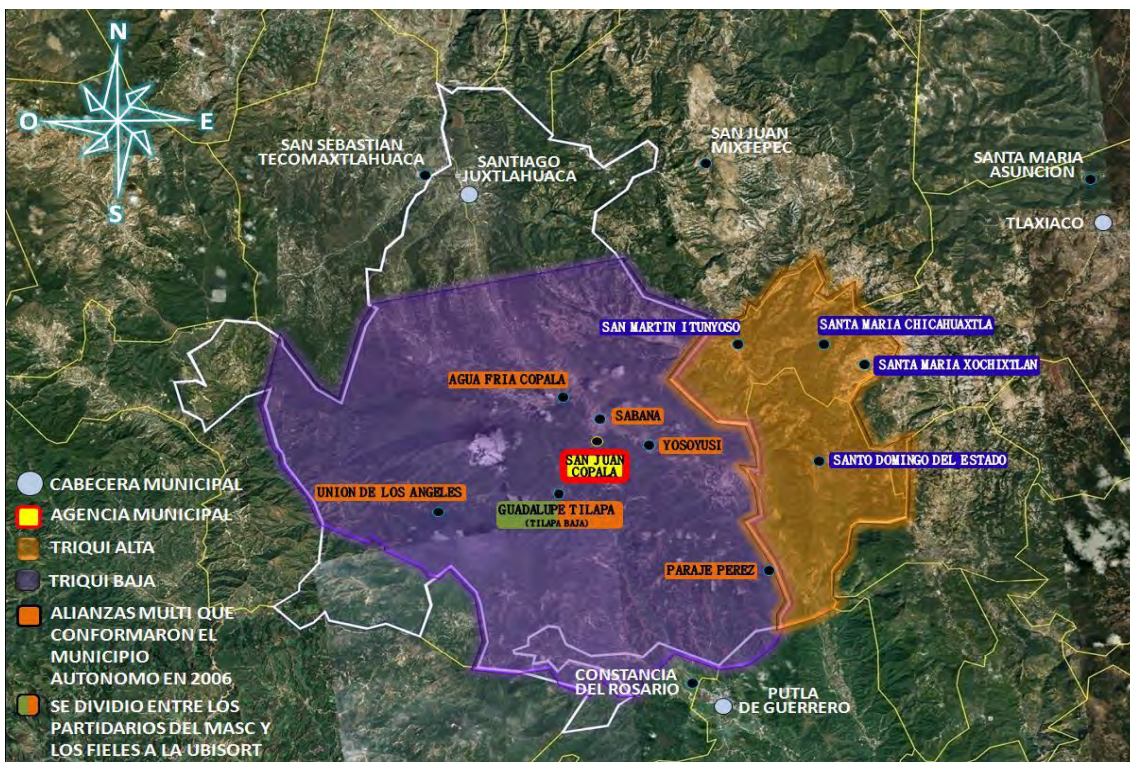 N
O
E
S
SAN SEBASTIAN
TECOMAXTLAHUACA
SANTIAGO
JUXTLAHUACA
SAN JUAN
MIXTEPEC
SANTA MARIA
ASUNCION
TLAXIACO
SAN MARTIN ITUNYOSO
SANTA MARIA CHICAHUAXTLA
SANTA MARIA XOCHIXTLAN
AGUA FRIA COPALA
SABANA
YOSOYUSI
SAN JUAN
COPALA
SANTO DOMINGO DEL ESTADO
UNION DE LOS ANGELES
GUADALUPE TILAPA
(TILAPA BAJA)
PARAJE PEREZ
CONSTANCIA
DEL ROSARIO
PUTLA
DE GUERRERO
CABECERA MUNICIPAL
AGENCIA MUNICIPAL
TRIQUI ALTA
TRIQUI BAJA
ALIANZAS MULTI QUE
CONFORMARON EL
MUNICIPIO
AUTONOMO EN 2006
SE DIVIDIO ENTRE LOS
PARTIDARIOS DEL MASC Y
LOS FIELES A LA UBISORT